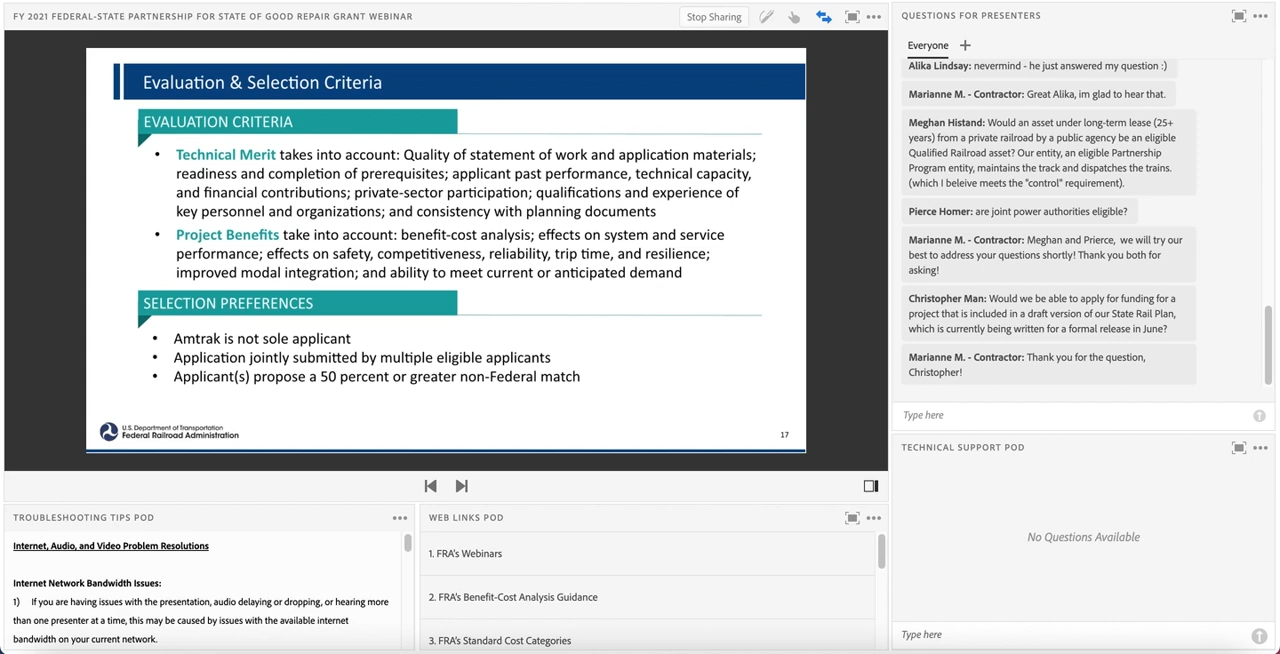 FY 2021 FEDERAL-STATE PARTNERSHIP FOR STATE OF GOOD REPAIR GRANT WEBINAR
Stop Sharing
Evaluation & Selection Criteria
EVALUATION CRITERIA
• Technical Merit takes into account: Quality of statement of work and application materials;
readiness and completion of prerequisites; applicant past performance, technical capacity,
and financial contributions; private-sector participation; qualifications and experience of
key personnel and organizations; and consistency with planning documents
• Project Benefits take into account: benefit-cost analysis; effects on system and service
performance; effects on safety, competitiveness, reliability, trip time, and resilience;
improved modal integration; and ability to meet current or anticipated demand
SELECTION PREFERENCES
• Amtrak is not sole applicant
• Application jointly submitted by multiple eligible applicants
• Applicant(s) propose a 50 percent or greater non-Federal match
U.S. Department of Transportation
Federal Railroad Administration
17
QUESTIONS FOR PRESENTERS
Everyone
Alika Lindsay: nevermind - he just answered my question :)
Marianne M. - Contractor: Great Alika, im glad to hear that.
Meghan Histand: Would an asset under long-term lease (25+
years) from a private railroad by a public agency be an eligible
Qualified Railroad asset? Our entity, an eligible Partnership
Program entity, maintains the track and dispatches the trains.
(which I beleive meets the "control" requirement).
Pierce Homer: are joint power authorities eligible?
Marianne M. - Contractor: Meghan and Prierce, we will try our
best to address your questions shortly! Thank you both for
asking!
Christopher Man: Would we be able to apply for funding for a
project that is included in a draft version of our State Rail Plan,
which is currently being written for a formal release in June?
Marianne M. - Contractor: Thank you for the question,
Christopher!
Type here
TECHNICAL SUPPORT POD
No Questions Available
Type here
TROUBLESHOOTING TIPS POD
Internet, Audio, and Video Problem Resolutions
Internet Network Bandwidth Issues:
1) If you are having issues with the presentation, audio delaying or dropping, or hearing more
than one presenter at a time, this may be caused by issues with the available internet
bandwidth on your current network.
WEB LINKS POD
1. FRA's Webinars
2. FRA's Benefit-Cost Analysis Guidance
3. FRA's Standard Cost Categories